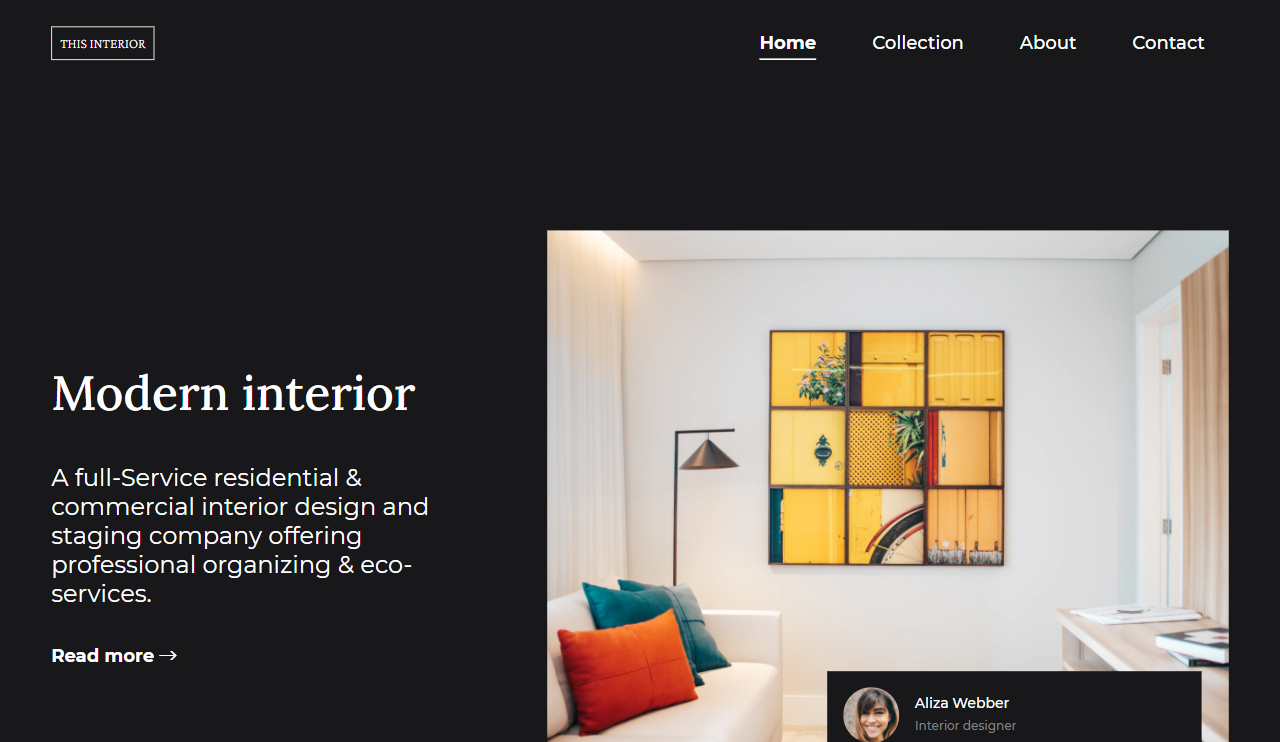 THIS INTERIOR
Home Collection About Contact
Modern interior
A full-Service residential &
commercial interior design and
staging company offering
professional organizing & eco-
services.
Read more →
Aliza Webber
Interior designer